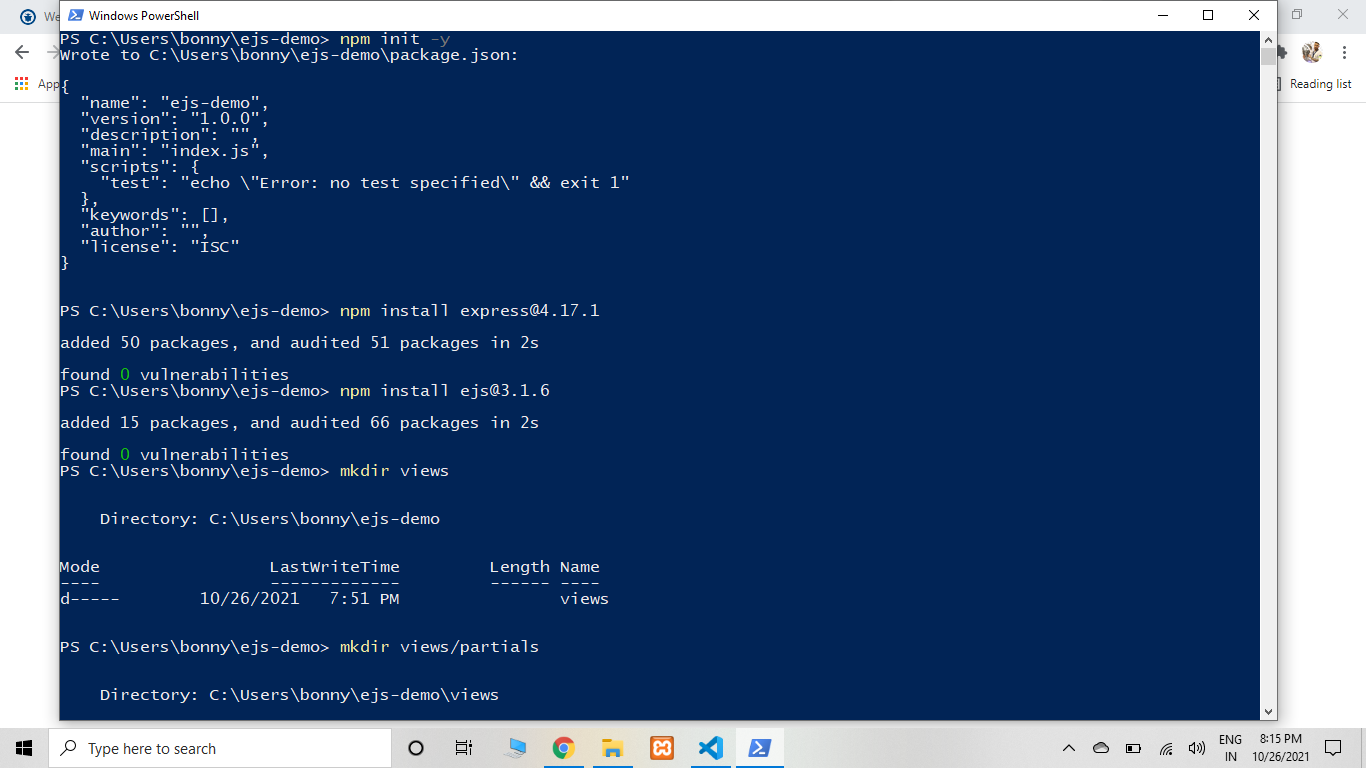 We
Windows PowerShell
App
Reading list
PS C:\Users\bonny\ejs-demo> npm init -y
Wrote to C:\Users\bonny\ejs-demo\package.json:
{
"name": "ejs-demo",
"version": "1.0.0",
"description": "",
"main": "index.js",
"scripts": {
"test": "echo \"Error: no test specified\" && exit 1"
},
"keywords": [],
"author": "",
"license": "ISC"
}
PS C:\Users\bonny\ejs-demo> npm install express@4.17.1
added 50 packages, and audited 51 packages in 2s
found 0 vulnerabilities
PS C:\Users\bonny\ejs-demo> npm install ejs@3.1.6
added 15 packages, and audited 66 packages in 2s
found 0 vulnerabilities
PS C:\Users\bonny\ejs-demo> mkdir views
Directory: C:\Users\bonny\ejs-demo
Mode LastWriteTime Length Name
---- ------------- ------ ----
d----- 10/26/2021 7:51 PM views
PS C:\Users\bonny\ejs-demo> mkdir views/partials
Directory: C:\Users\bonny\ejs-demo\views
Type here to search
ENG
IN
8:15 PM
10/26/2021